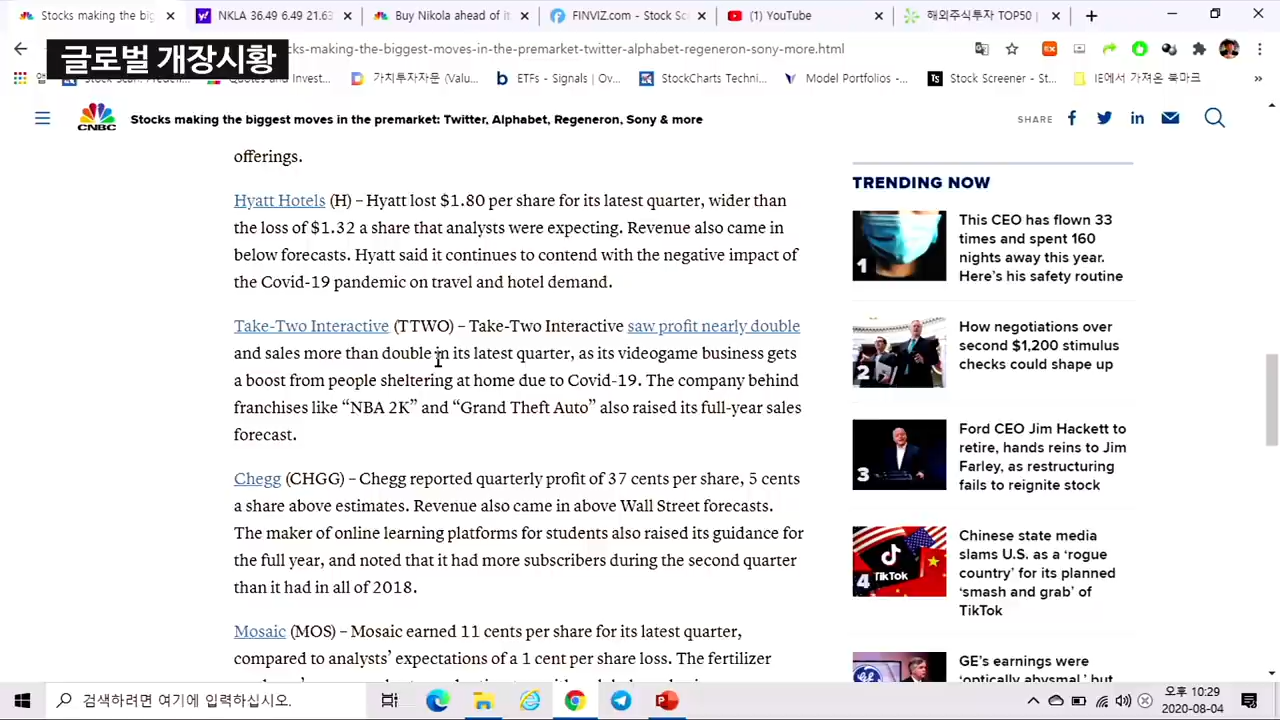 Stocks making the big
NKLA 36.49 6.49 21.63
Buy Nikola ahead of it
FINVIZ.com - Stock Sc
(1) YouTube
해외주식투자 TOP50
글로벌 개장시황
cks-making-the-biggest-moves-in-the-premarket-twitter-alphabet-regeneron-sony-more.html
Quotes and Invest...
가치투자자문 (Valu...
ETFs - Signals | Ov...
StockCharts Techn...
Model Portfolios -...
Stock Screener - St...
IE에서 가져온 북마크
CNBC
Stocks making the biggest moves in the premarket: Twitter, Alphabet, Regeneron, Sony & more
SHARE
offerings.
Hyatt Hotels (H) – Hyatt lost $1.80 per share for its latest quarter, wider than
the loss of $1.32 a share that analysts were expecting. Revenue also came in
below forecasts. Hyatt said it continues to contend with the negative impact of
the Covid-19 pandemic on travel and hotel demand.
Take-Two Interactive (TTWO) – Take-Two Interactive saw profit nearly double
and sales more than double in its latest quarter, as its videogame business gets
a boost from people sheltering at home due to Covid-19. The company behind
franchises like “NBA 2K” and “Grand Theft Auto” also raised its full-year sales
forecast.
Chegg (CHGG) – Chegg reported quarterly profit of 37 cents per share, 5 cents
a share above estimates. Revenue also came in above Wall Street forecasts.
The maker of online learning platforms for students also raised its guidance for
the full year, and noted that it had more subscribers during the second quarter
than it had in all of 2018.
Mosaic (MOS) – Mosaic earned 11 cents per share for its latest quarter,
compared to analysts’ expectations of a 1 cent per share loss. The fertilizer
TRENDING NOW
1
This CEO has flown 33
times and spent 160
nights away this year.
Here’s his safety routine
2
How negotiations over
second $1,200 stimulus
checks could shape up
3
Ford CEO Jim Hackett to
retire, hands reins to Jim
Farley, as restructuring
fails to reignite stock
4
TikTok
Chinese state media
slams U.S. as a ‘rogue
country’ for its planned
‘smash and grab’ of
TikTok
GE’s earnings were
‘optically abysmal,’ but
검색하려면 여기에 입력하십시오.
오후 10:29
2020-08-04